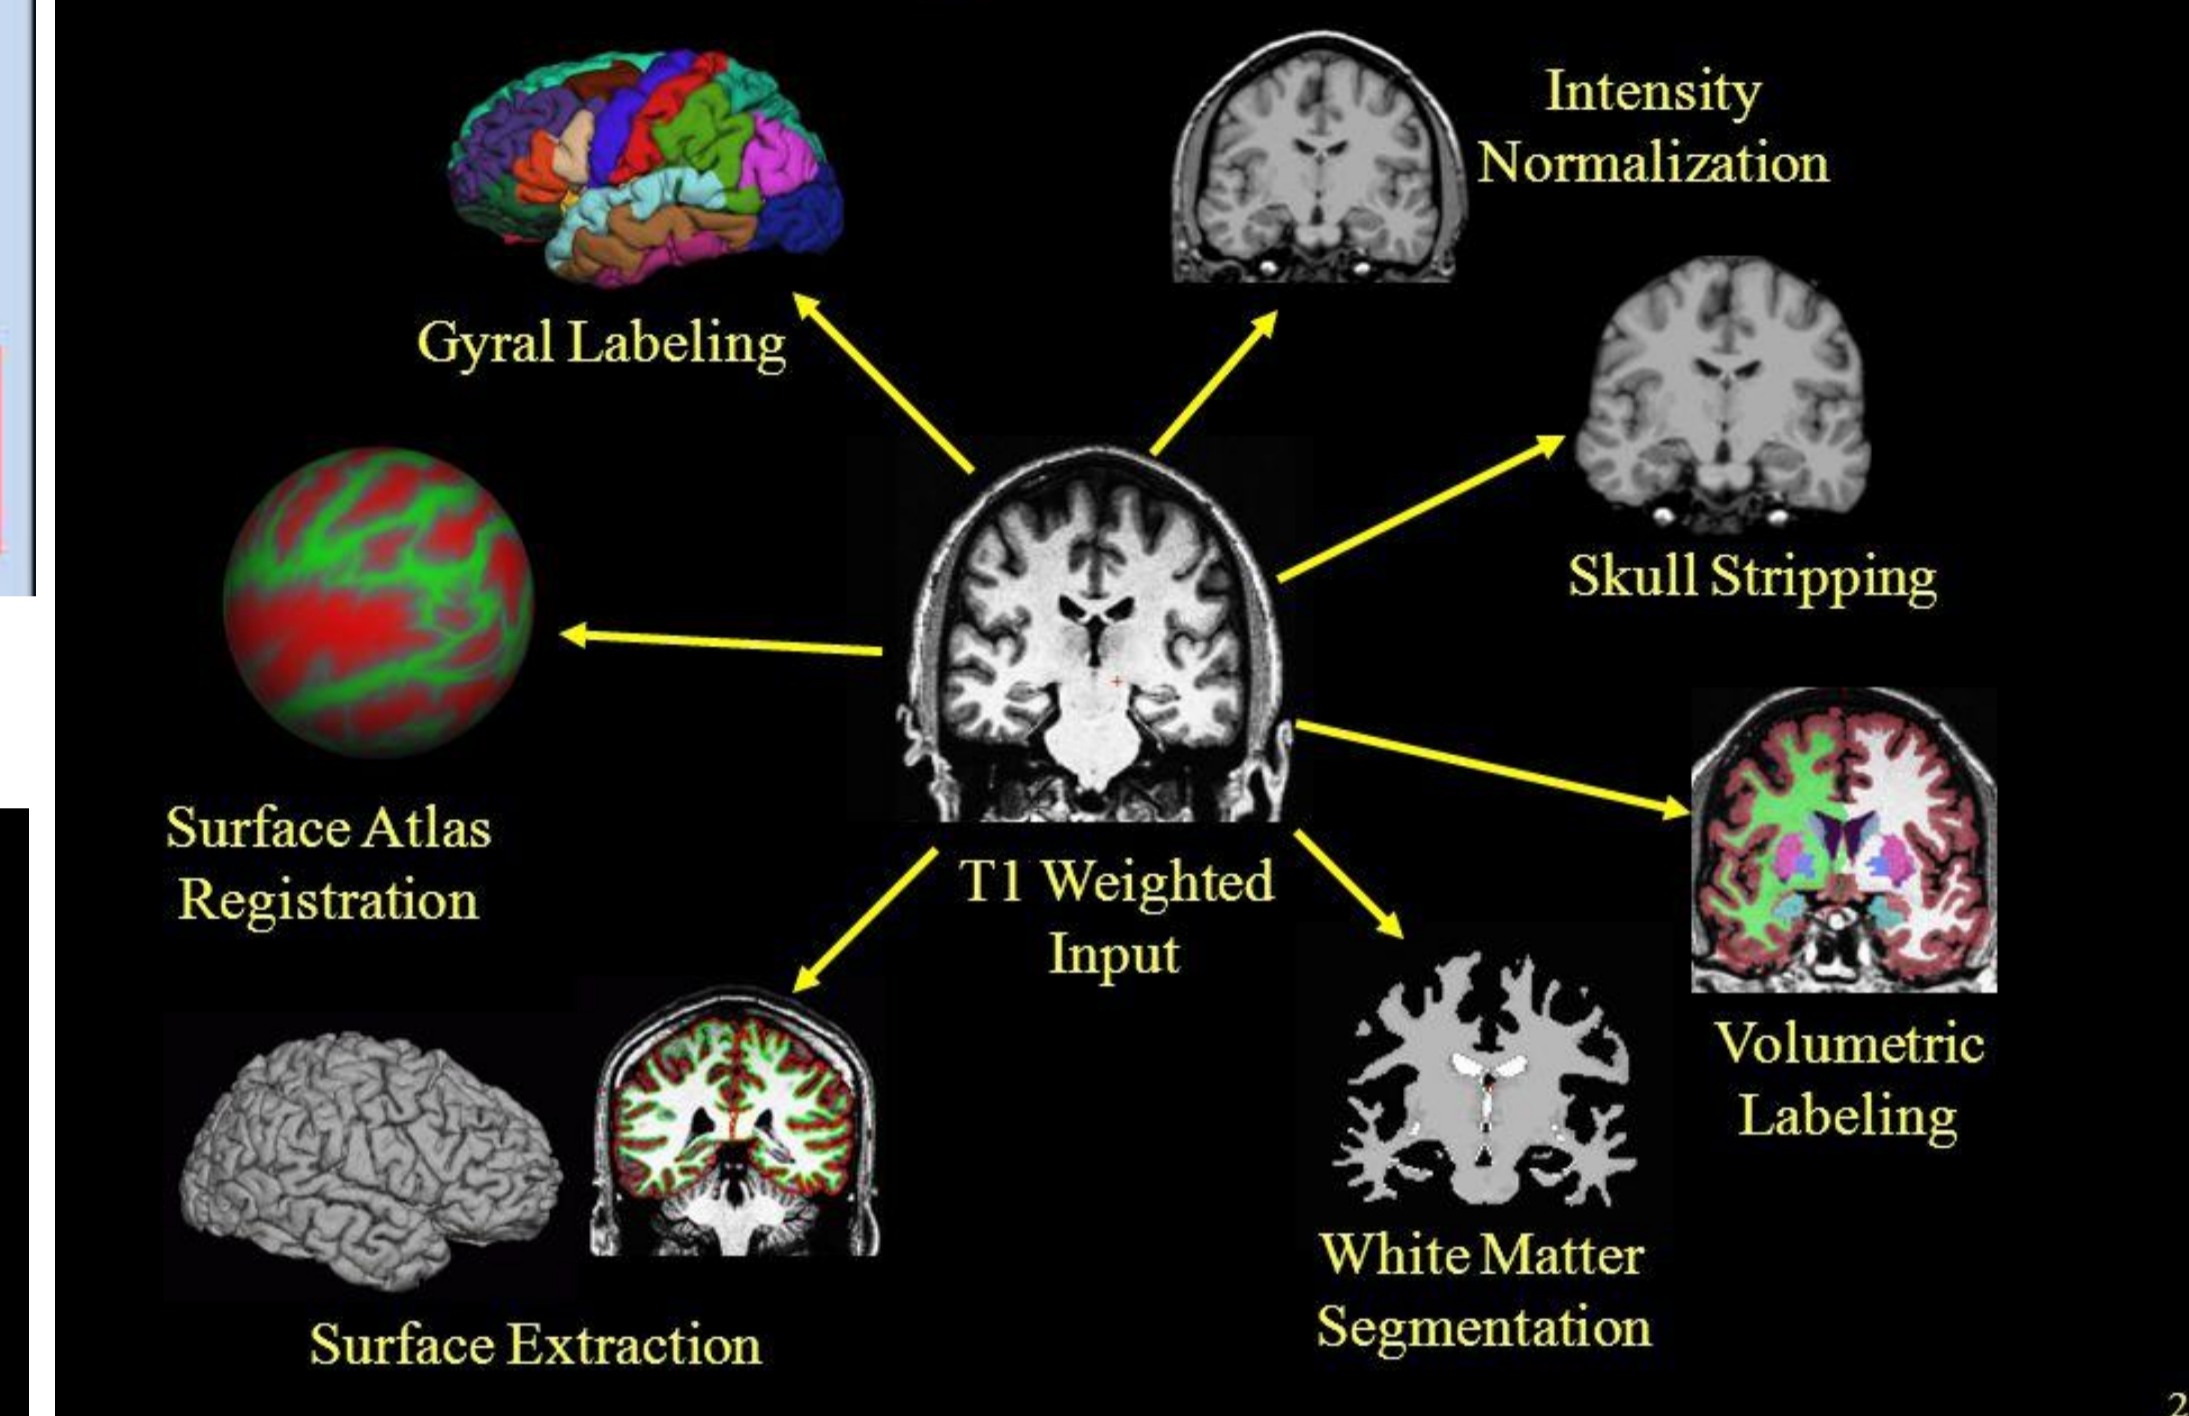 Intensity
Normalization
Gyral Labeling
Skull Stripping
Surface Atlas
Registration
T1 Weighted
Input
Volumetric
Labeling
White Matter
Segmentation
Surface Extraction
2